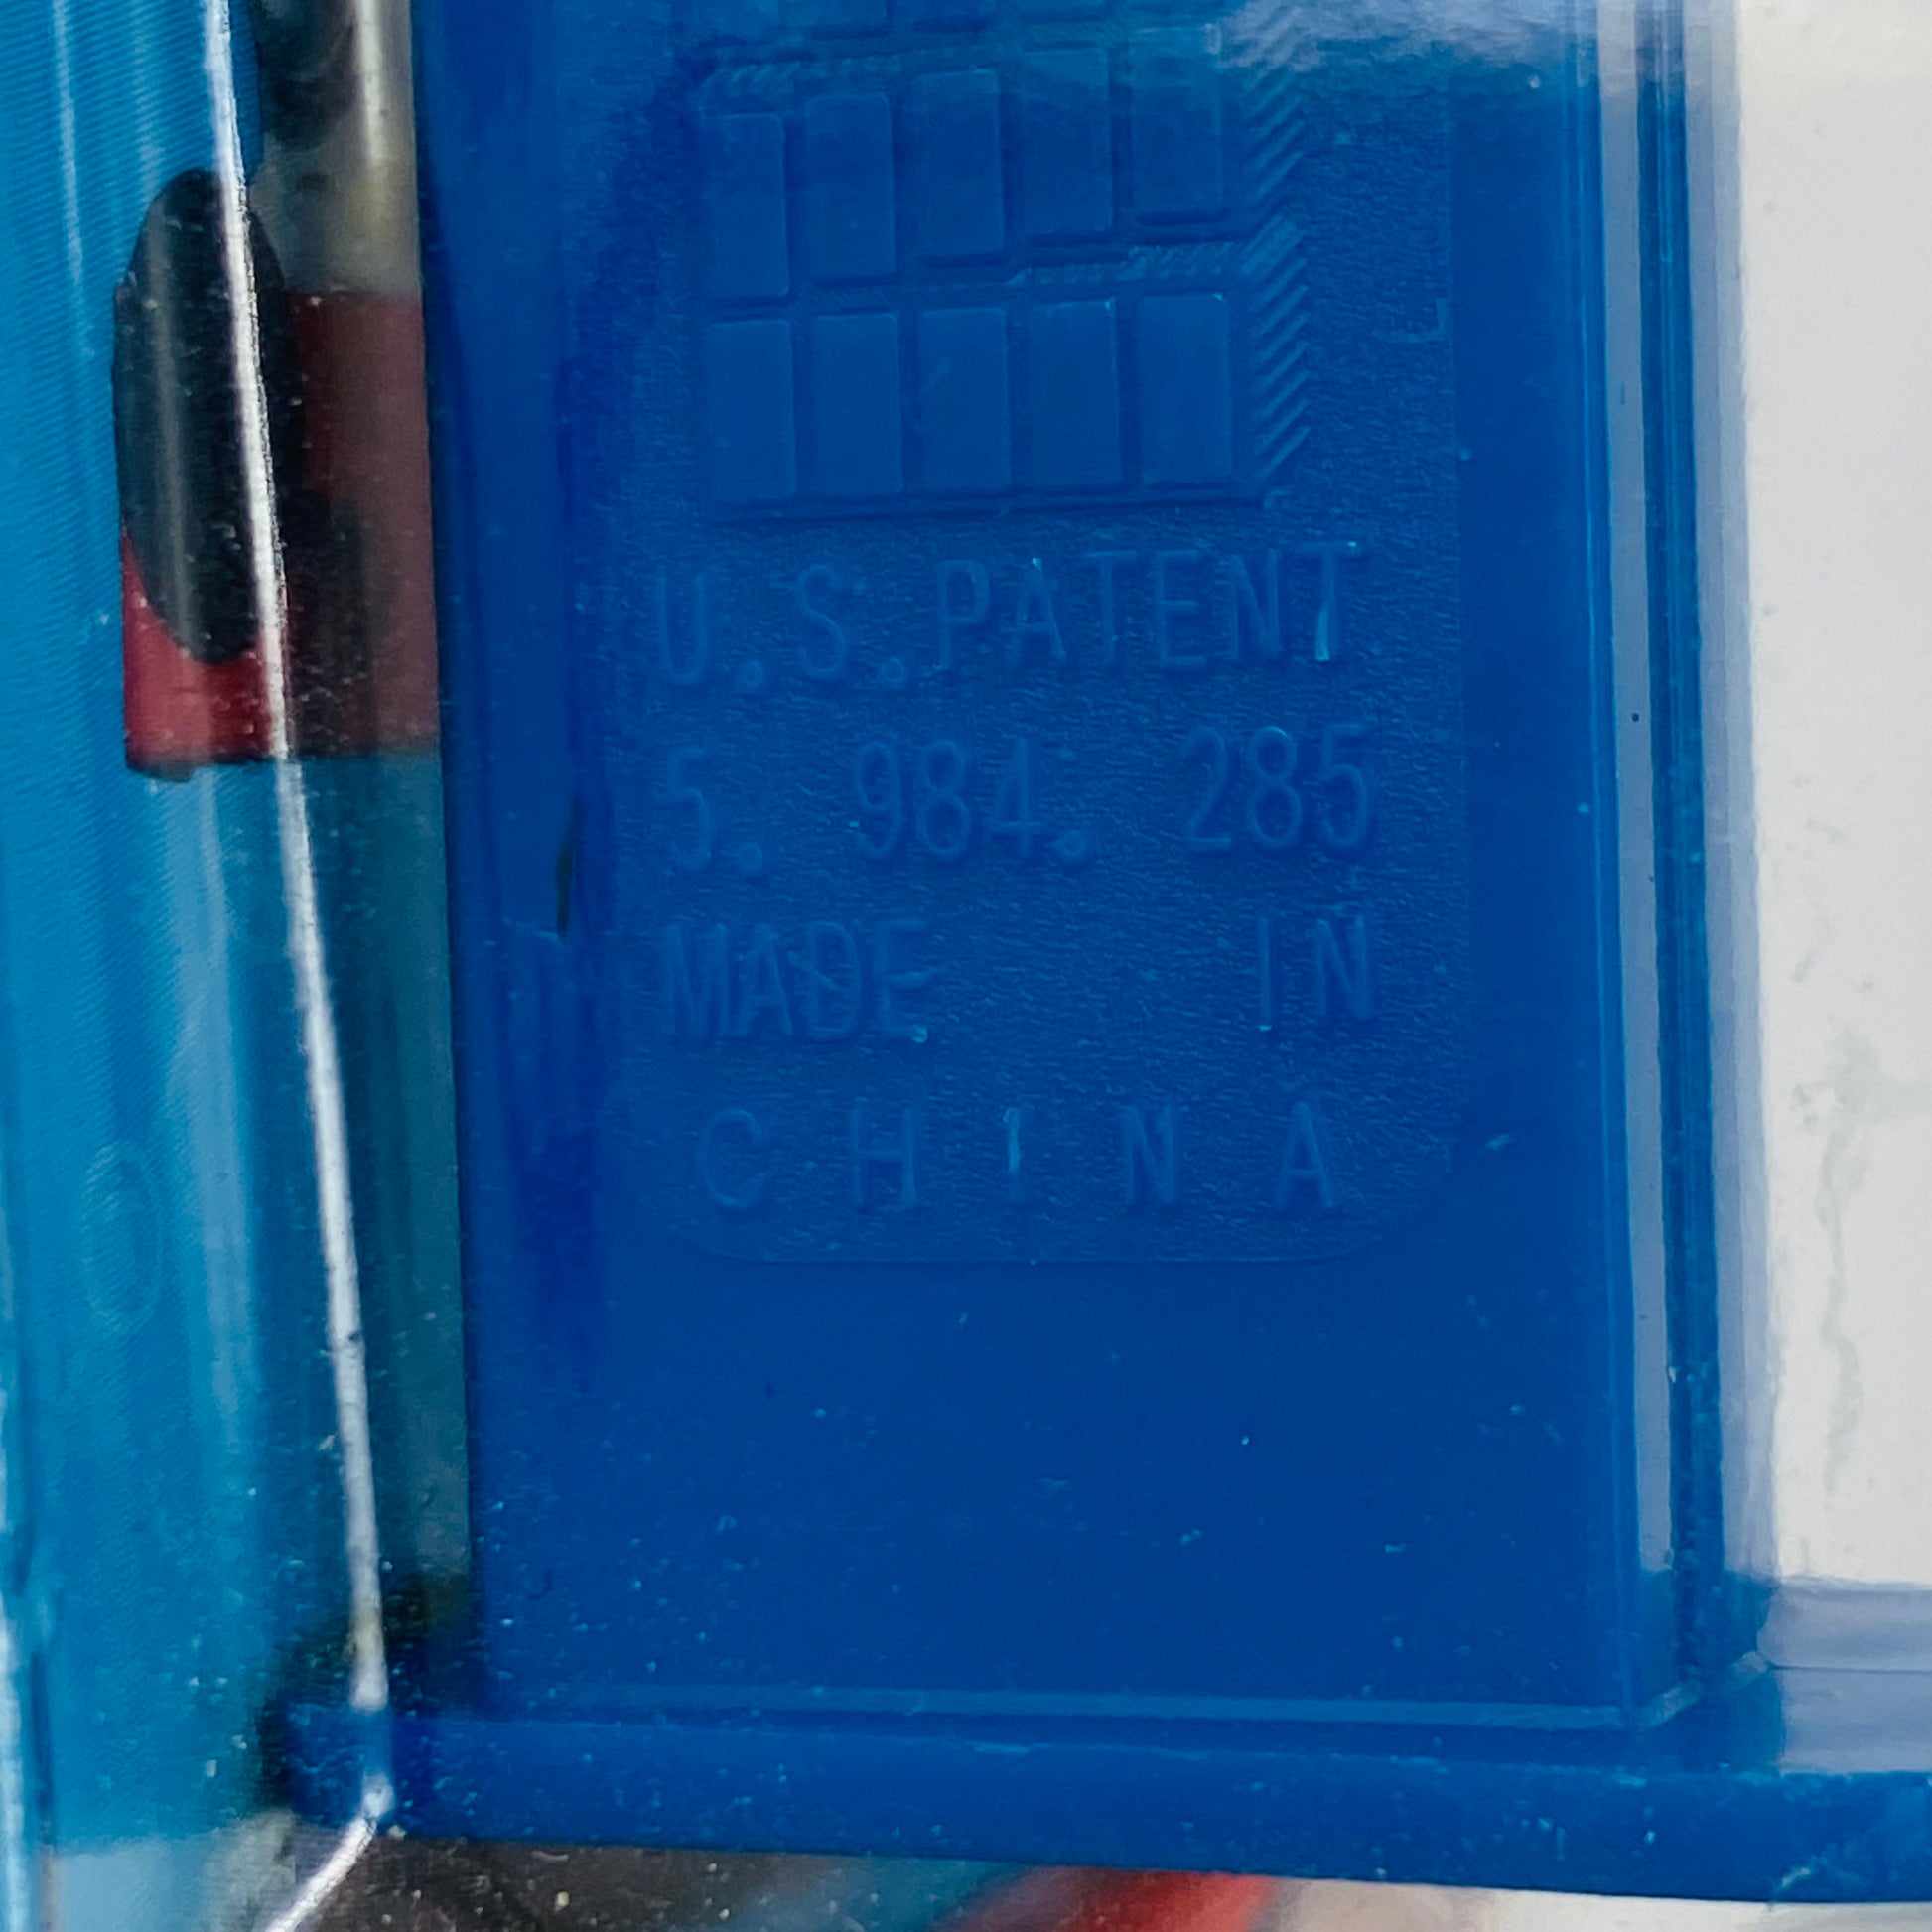 U.S.PATENT
5. 984. 285
MADE IN
CHINA